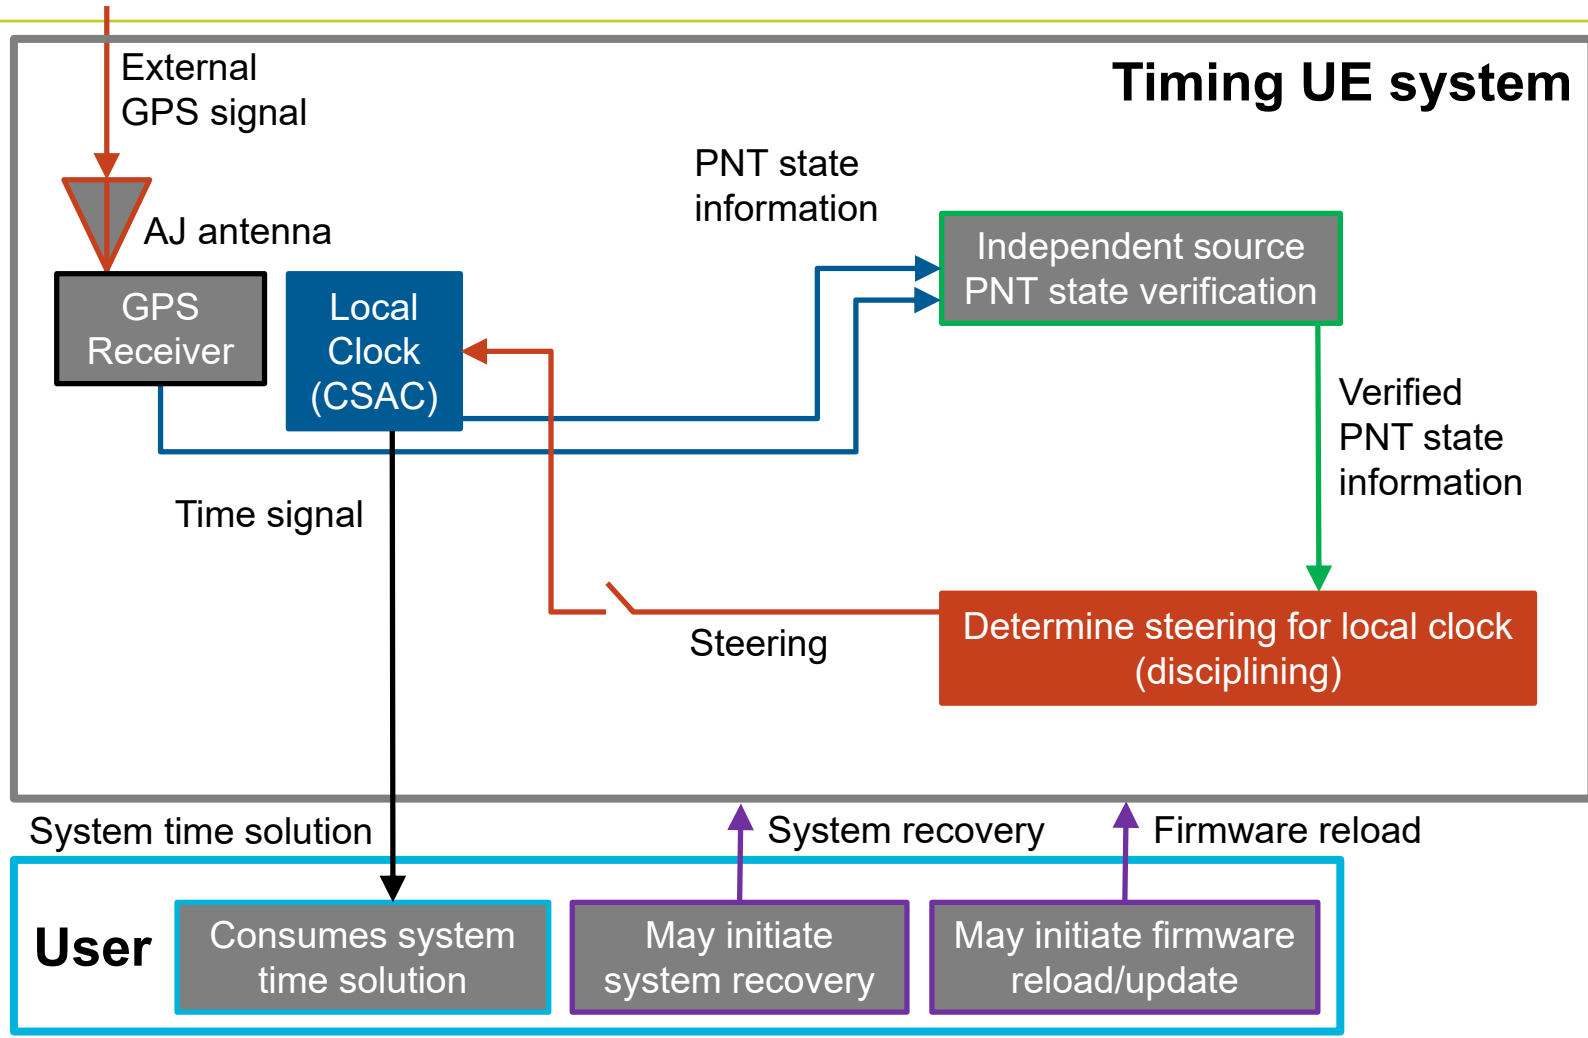 External
GPS signal
Timing UE system
PNT state
information
AJ antenna
Independent source
PNT state verification
GPS
Receiver
Local
Clock
(CSAC)
Verified
PNT state
information
Time signal
Steering
Determine steering for local clock
(disciplining)
System time solution
System recovery
Firmware reload
User
Consumes system
time solution
May initiate
system recovery
May initiate firmware
reload/update